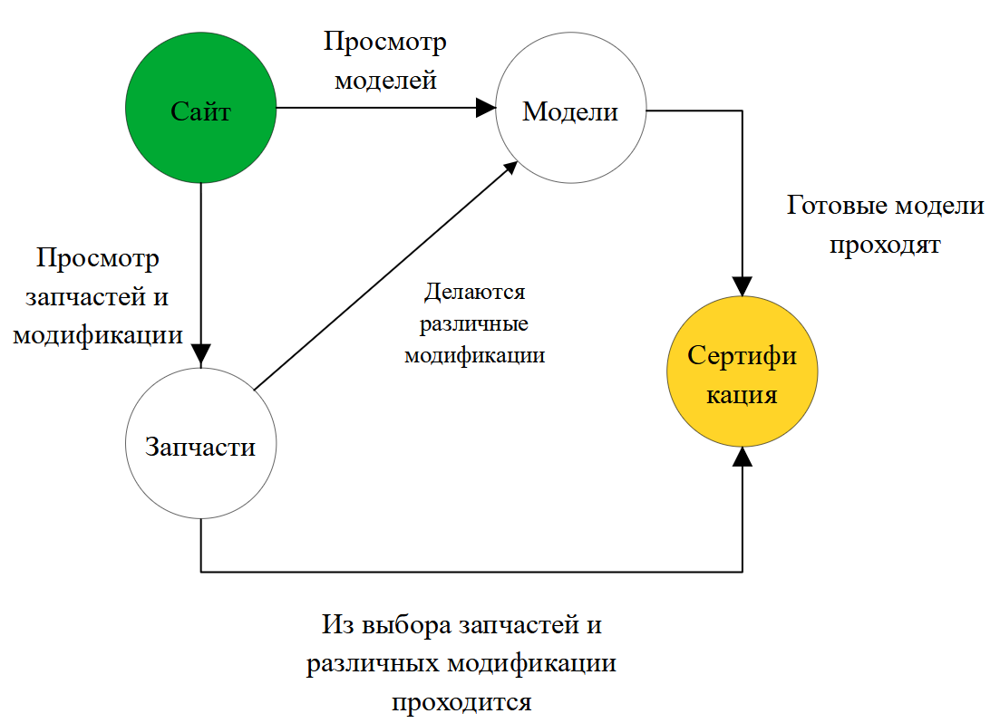 Просмотр
моделей
Сайт
Модели
Готовые модели
проходят
Просмотр
запчастей и
модификации
Делаются
различные
модификации
Сертифи
кация
Запчасти
Из выбора запчастей и
различных модификации
проходится